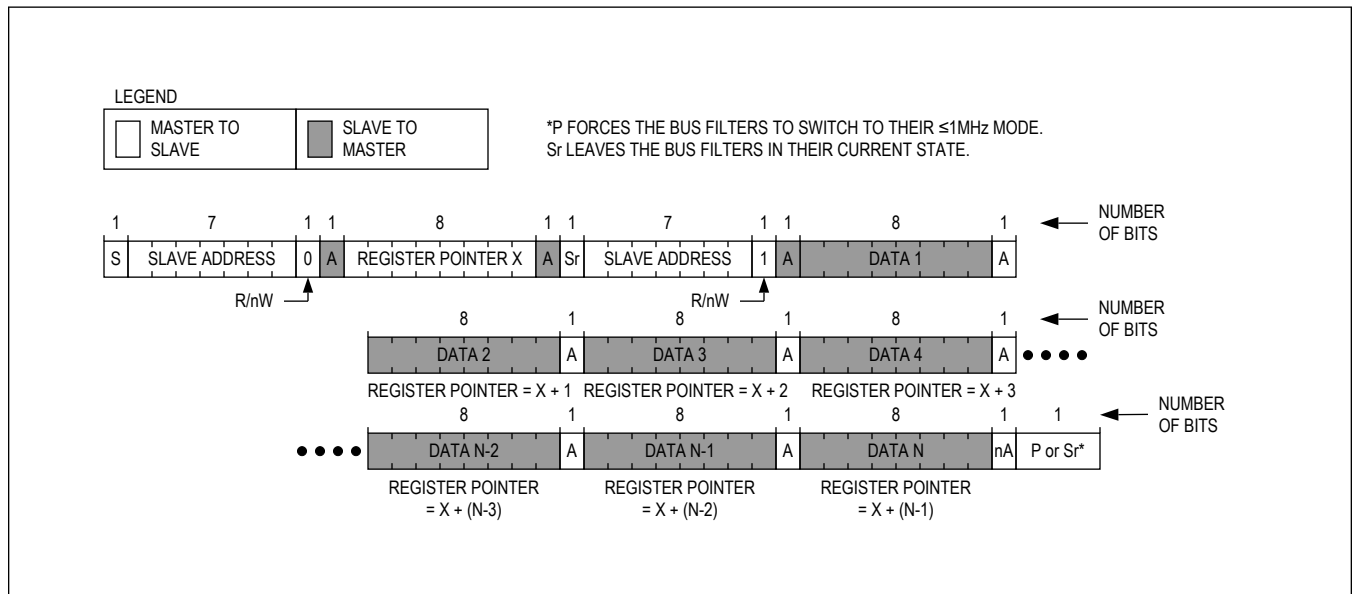 LEGEND
MASTER TO
SLAVE
SLAVE TO
MASTER
*P FORCES THE BUS FILTERS TO SWITCH TO THEIR ≤1MHz MODE.
Sr LEAVES THE BUS FILTERS IN THEIR CURRENT STATE.
1 7 1 1 8 1 1 7 1 1 8 1
NUMBER
OF BITS
S SLAVE ADDRESS 0 A REGISTER POINTER X A Sr SLAVE ADDRESS 1 A DATA 1 A
R/nW R/nW
8 1 8 1 8 1
NUMBER
OF BITS
DATA 2 A DATA 3 A DATA 4 A
REGISTER POINTER = X + 1 REGISTER POINTER = X + 2 REGISTER POINTER = X + 3
8 1 8 1 8 1 1
NUMBER
OF BITS
DATA N-2 A DATA N-1 A DATA N nA P or Sr*
REGISTER POINTER
= X + (N-3)
REGISTER POINTER
= X + (N-2)
REGISTER POINTER
= X + (N-1)